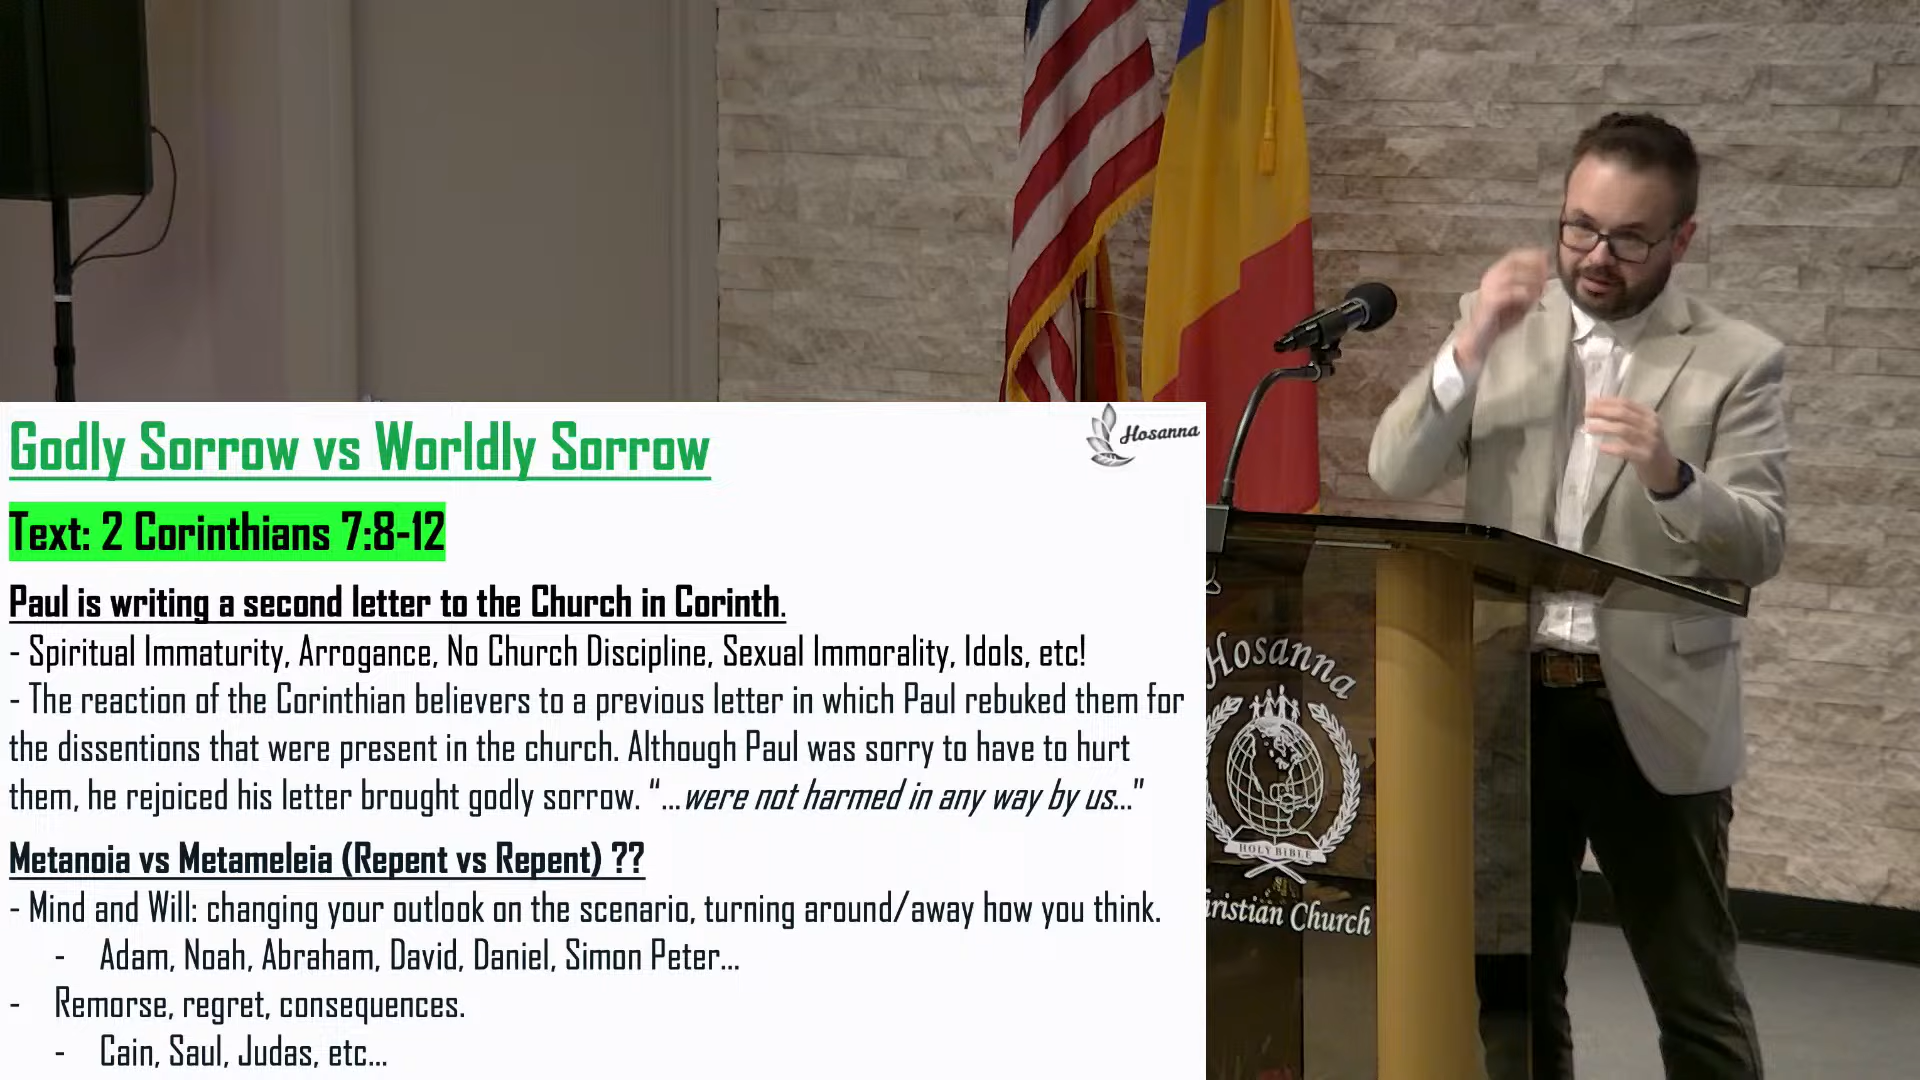 Godly Sorrow vs Worldly Sorrow
Hosanna
Text: 2 Corinthians 7:8-12
Paul is writing a second letter to the Church in Corinth.
- Spiritual Immaturity, Arrogance, No Church Discipline, Sexual Immorality, Idols, etc!
- The reaction of the Corinthian believers to a previous letter in which Paul rebuked them for
the dissentions that were present in the church. Although Paul was sorry to have to hurt
them, he rejoiced his letter brought godly sorrow. “...were not harmed in any way by us...”
Metanoia vs Metameleia (Repent vs Repent) ??
- Mind and Will: changing your outlook on the scenario, turning around/away how you think.
- Adam, Noah, Abraham, David, Daniel, Simon Peter...
- Remorse, regret, consequences.
- Cain, Saul, Judas, etc...
Hosanna
HOLY BIBLE
hristian Church